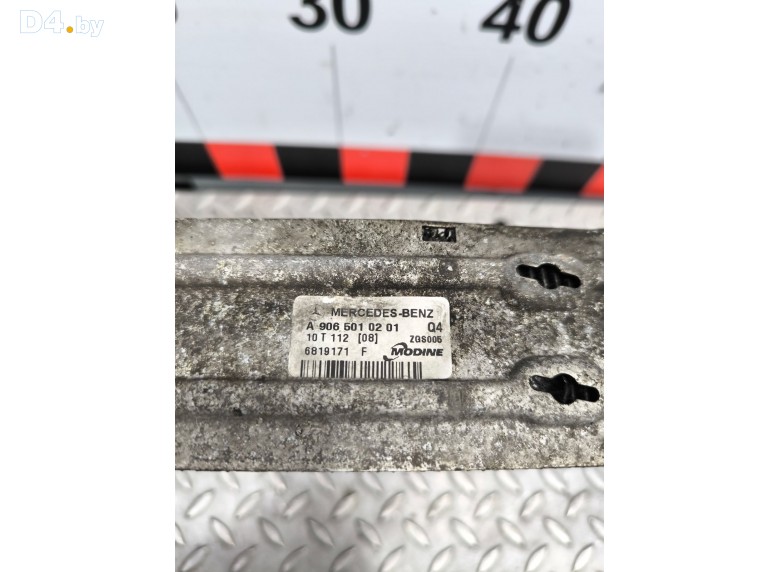 D4.by
30
40
MERCEDES-BENZ
A 906 501 02 01 Q4
10 T 112 [08] ZGS005
6819171 F MODINE